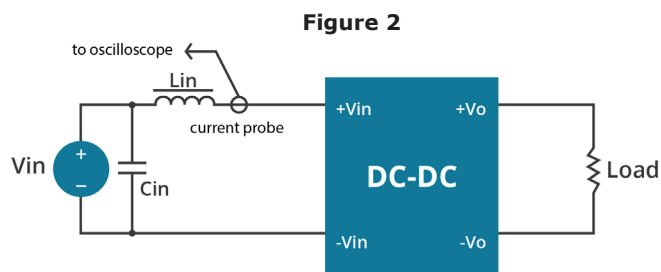 Figure 2
to oscilloscope
Lin
current probe
+Vin
+Vo
Vin
+
−
Cin
DC-DC
Load
-Vin
-Vo